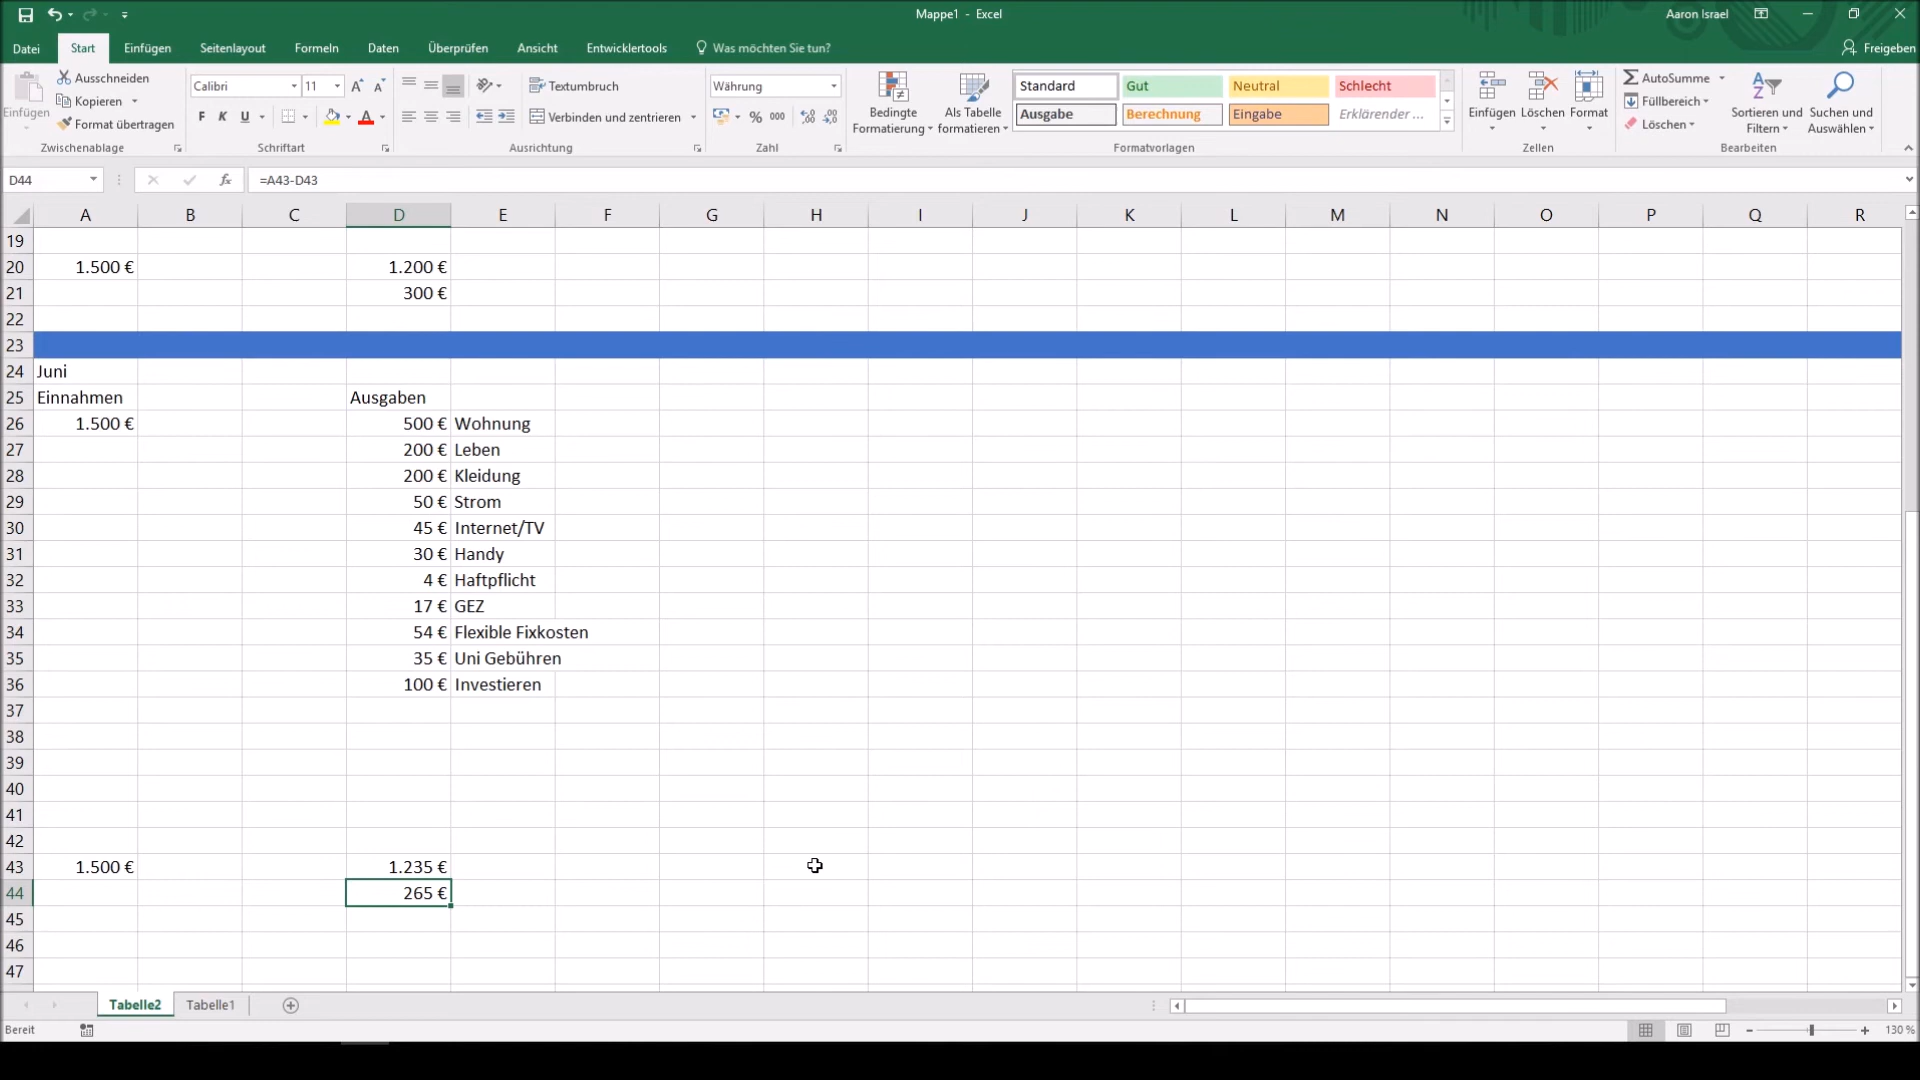 Mappe1 - Excel
Aaron Israel
Datei Start Einfügen Seitenlayout Formeln Daten Überprüfen Ansicht Entwicklertools Was möchten Sie tun? Freigeben
Einfügen
Ausschneiden
Kopieren
Format übertragen
Zwischenablage
Calibri 11
F K U
Schriftart
Textumbruch
Verbinden und zentrieren
Ausrichtung
Währung
% 000
Zahl
Bedingte Formatierung
Als Tabelle formatieren
Standard Gut Neutral Schlecht
Ausgabe Berechnung Eingabe Erklärender ...
Formatvorlagen
Einfügen Löschen Format
Zellen
AutoSumme
Füllbereich
Löschen
Sortieren und Filtern
Suchen und Auswählen
Bearbeiten
D44 fx =A43-D43
A B C D E F G H I J K L M N O P Q R
19
20 1.500 € 1.200 €
21 300 €
22
23
24 Juni
25 Einnahmen Ausgaben
26 1.500 € 500 € Wohnung
27 200 € Leben
28 200 € Kleidung
29 50 € Strom
30 45 € Internet/TV
31 30 € Handy
32 4 € Haftpflicht
33 17 € GEZ
34 54 € Flexible Fixkosten
35 35 € Uni Gebühren
36 100 € Investieren
37
38
39
40
41
42
43 1.500 € 1.235 €
44 265 €
45
46
47
Tabelle2 Tabelle1
Bereit
130 %